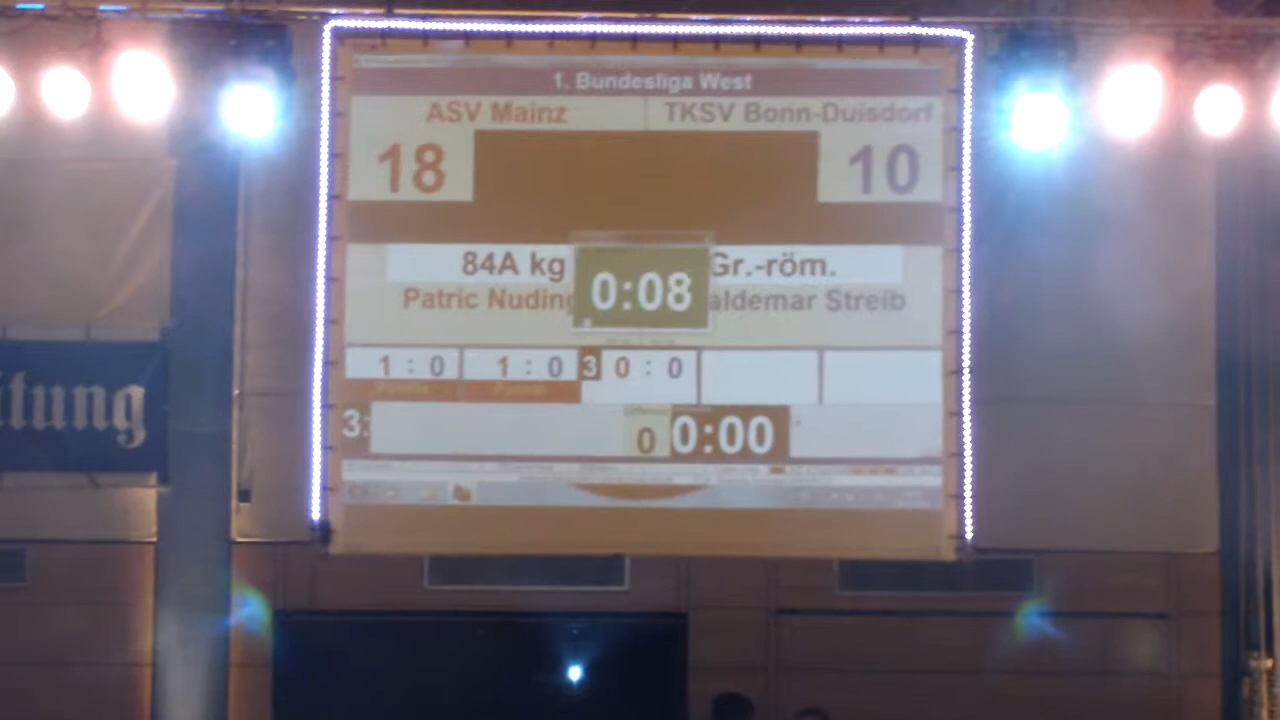 1. Bundesliga West
ASV Mainz TKSV Bonn-Duisdorf
18 10
84A kg Gr.-röm.
0:08
Patric Nuding aldemar Streib
1 : 0 1 : 0 3 0 : 0
3: 0 0:00
itung